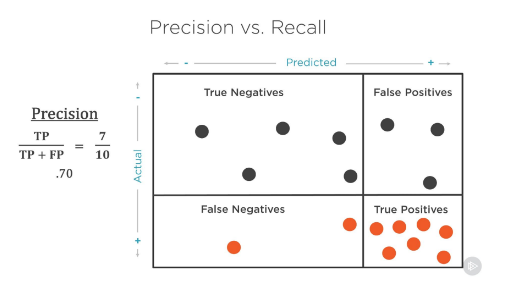 Precision vs. Recall
- Predicted +
True Negatives
False Positives
Precision
TP
TP + FP
=
7
10
.70
-
Actual
+
False Negatives
True Positives